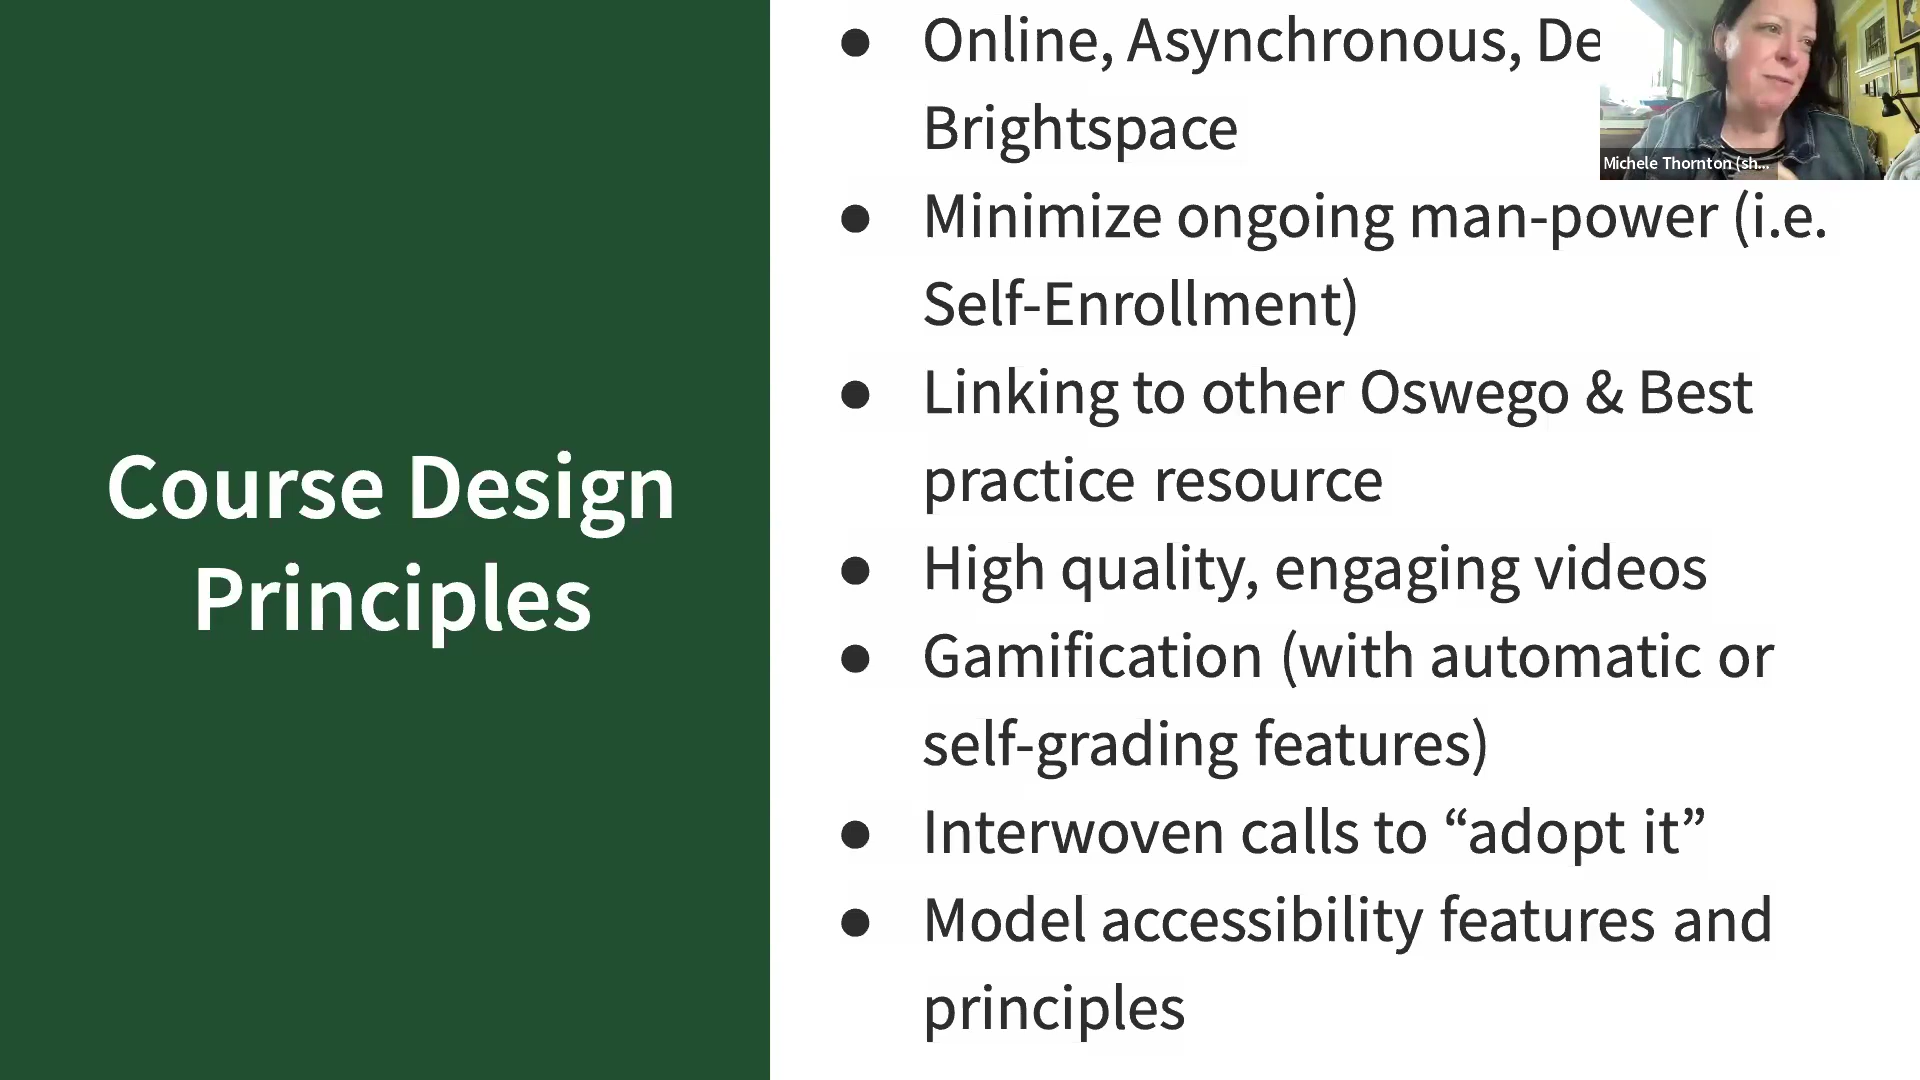 Course Design
Principles
● Online, Asynchronous,
Brightspace
● Minimize ongoing man-power (i.e.
Self-Enrollment)
● Linking to other Oswego & Best
practice resource
● High quality, engaging videos
● Gamification (with automatic or
self-grading features)
● Interwoven calls to “adopt it”
● Model accessibility features and
principles
Michele Thornton (sh...